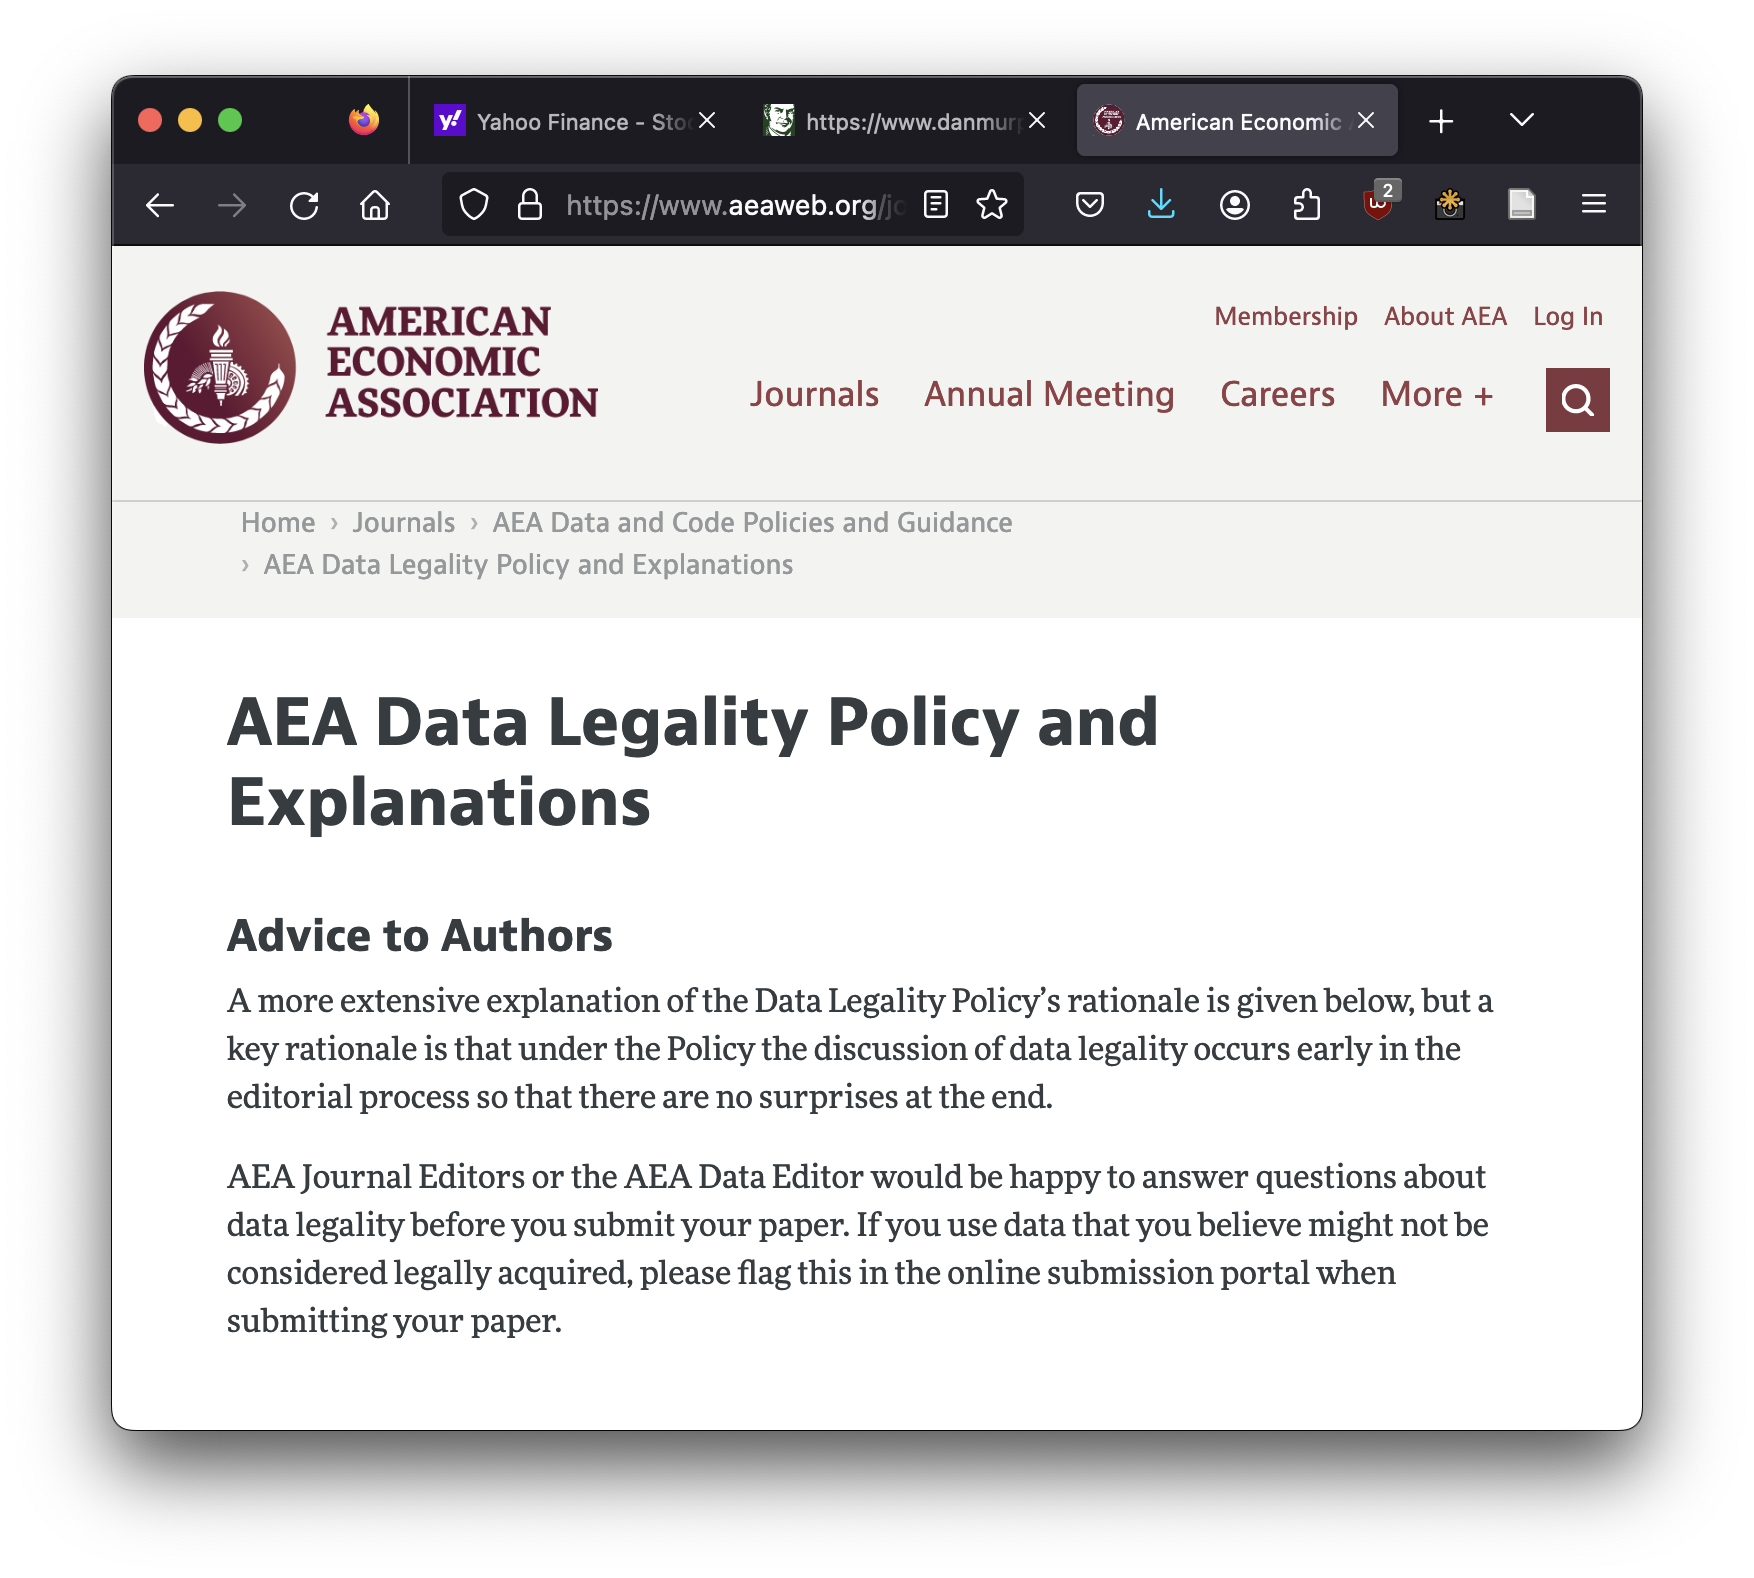 Yahoo Finance - Stoc
https://www.danmurp
American Economic
https://www.aeaweb.org/jo
2
AMERICAN
ECONOMIC
ASSOCIATION
Membership About AEA Log In
Journals Annual Meeting Careers More +
Home › Journals › AEA Data and Code Policies and Guidance
› AEA Data Legality Policy and Explanations
AEA Data Legality Policy and
Explanations
Advice to Authors
A more extensive explanation of the Data Legality Policy’s rationale is given below, but a
key rationale is that under the Policy the discussion of data legality occurs early in the
editorial process so that there are no surprises at the end.
AEA Journal Editors or the AEA Data Editor would be happy to answer questions about
data legality before you submit your paper. If you use data that you believe might not be
considered legally acquired, please flag this in the online submission portal when
submitting your paper.